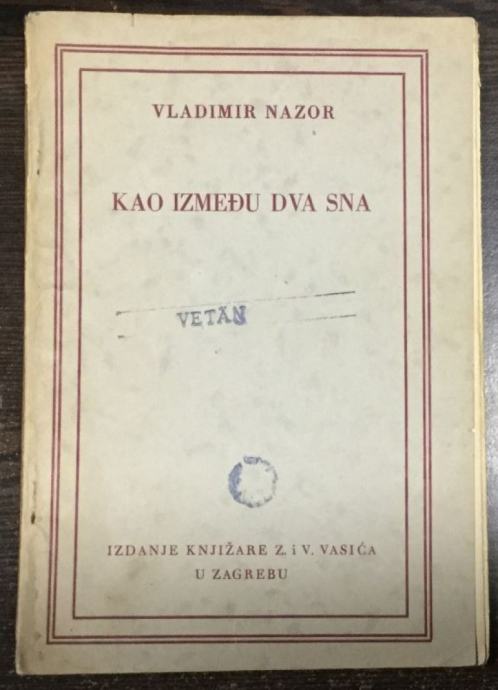 VLADIMIR NAZOR
KAO IZMEĐU DVA SNA
VETAN
IZDANJE KNJIŽARE Z. i V. VASIĆA
U ZAGREBU